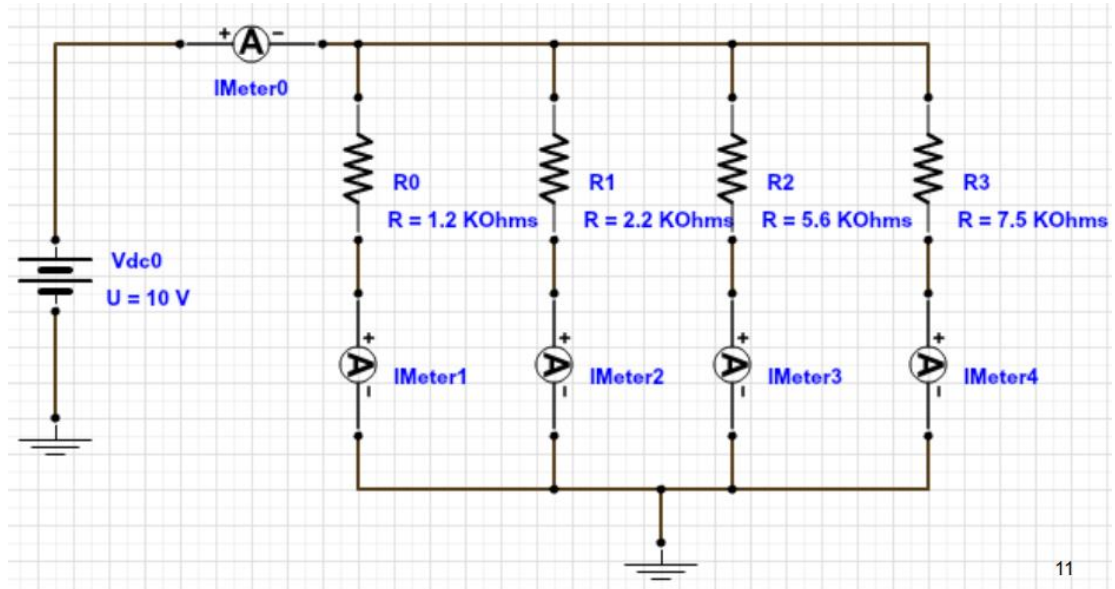 + A -
IMeter0
R0
R = 1.2 KOhms
R1
R = 2.2 KOhms
R2
R = 5.6 KOhms
R3
R = 7.5 KOhms
Vdc0
U = 10 V
+
A
-
IMeter1
+
A
-
IMeter2
+
A
-
IMeter3
+
A
-
IMeter4
11